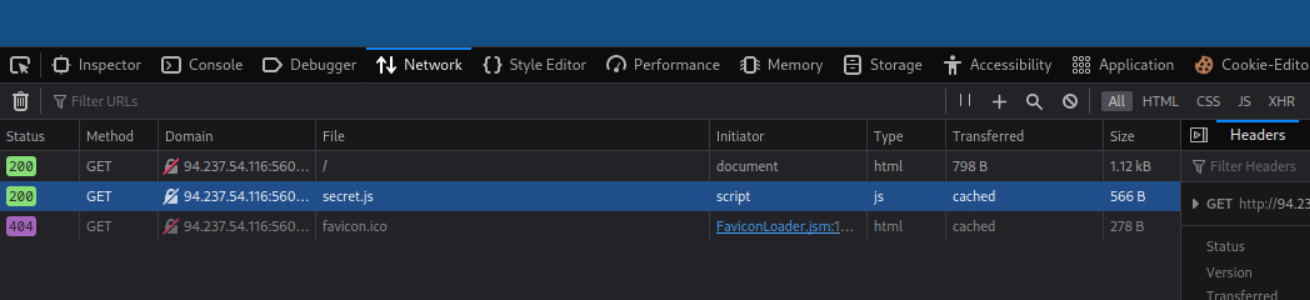 Inspector Console Debugger Network {} Style Editor Performance Memory Storage Accessibility Application Cookie-Edito
Filter URLs All HTML CSS JS XHR
Status Method Domain File Initiator Type Transferred Size Headers
200 GET 94.237.54.116:560... / document html 798 B 1.12 kB Filter Headers
200 GET 94.237.54.116:560... secret.js script js cached 566 B GET http://94.23
404 GET 94.237.54.116:560... favicon.ico FaviconLoader.jsm:1... html cached 278 B
Status
Version
Transferred